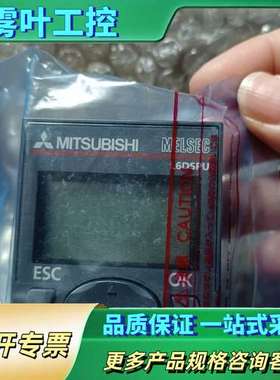 雾叶工控
MITSUBISHI
MELSEC
L6DSPU
CAUTION
ESC
OK
开专票
品质保证 一站式采
更多产品规格咨询客